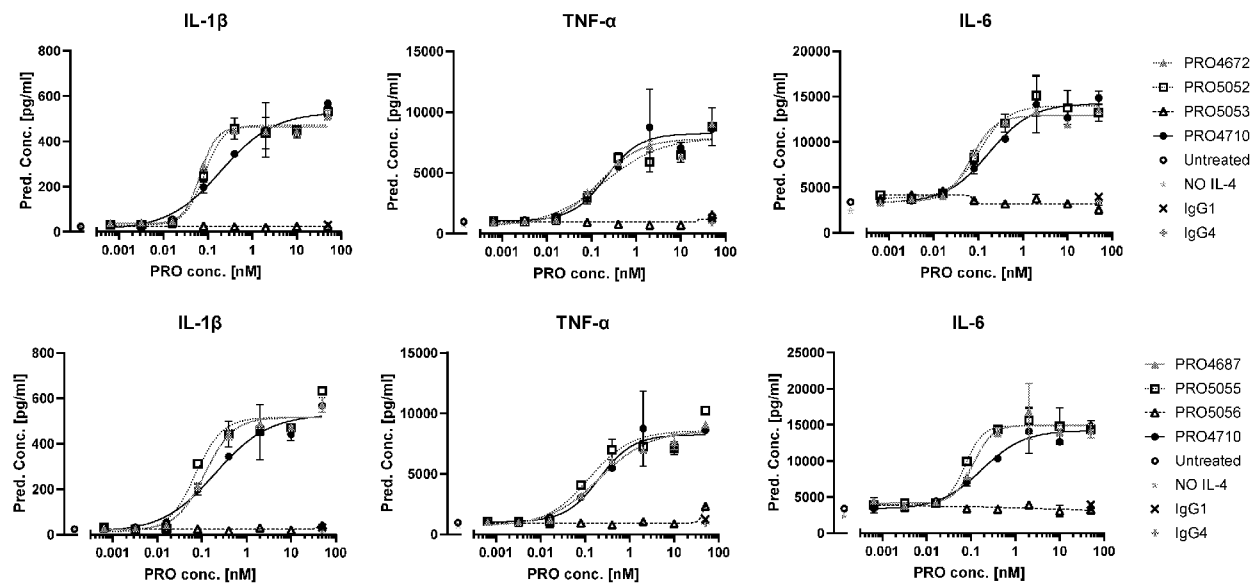 IL-1β
Pred. Conc. [pg/ml]
800
600
400
200
0
0.001
0.01
0.1
1
10
100
PRO conc. [nM]
TNF-α
Pred. Conc. [pg/ml]
15000
10000
5000
0
0.001
0.01
0.1
1
10
100
PRO conc. [nM]
IL-6
Pred. Conc. [pg/ml]
20000
15000
10000
5000
0
0.001
0.01
0.1
1
10
100
PRO conc. [nM]
PRO4672
PRO5052
PRO5053
PRO4710
Untreated
NO IL-4
IgG1
IgG4
IL-1β
Pred. Conc. [pg/ml]
800
600
400
200
0
0.001
0.01
0.1
1
10
100
PRO conc. [nM]
TNF-α
Pred. Conc. [pg/ml]
15000
10000
5000
0
0.001
0.01
0.1
1
10
100
PRO conc. [nM]
IL-6
Pred. Conc. [pg/ml]
25000
20000
15000
10000
5000
0
0.001
0.01
0.1
1
10
100
PRO conc. [nM]
PRO4687
PRO5055
PRO5056
PRO4710
Untreated
NO IL-4
IgG1
IgG4